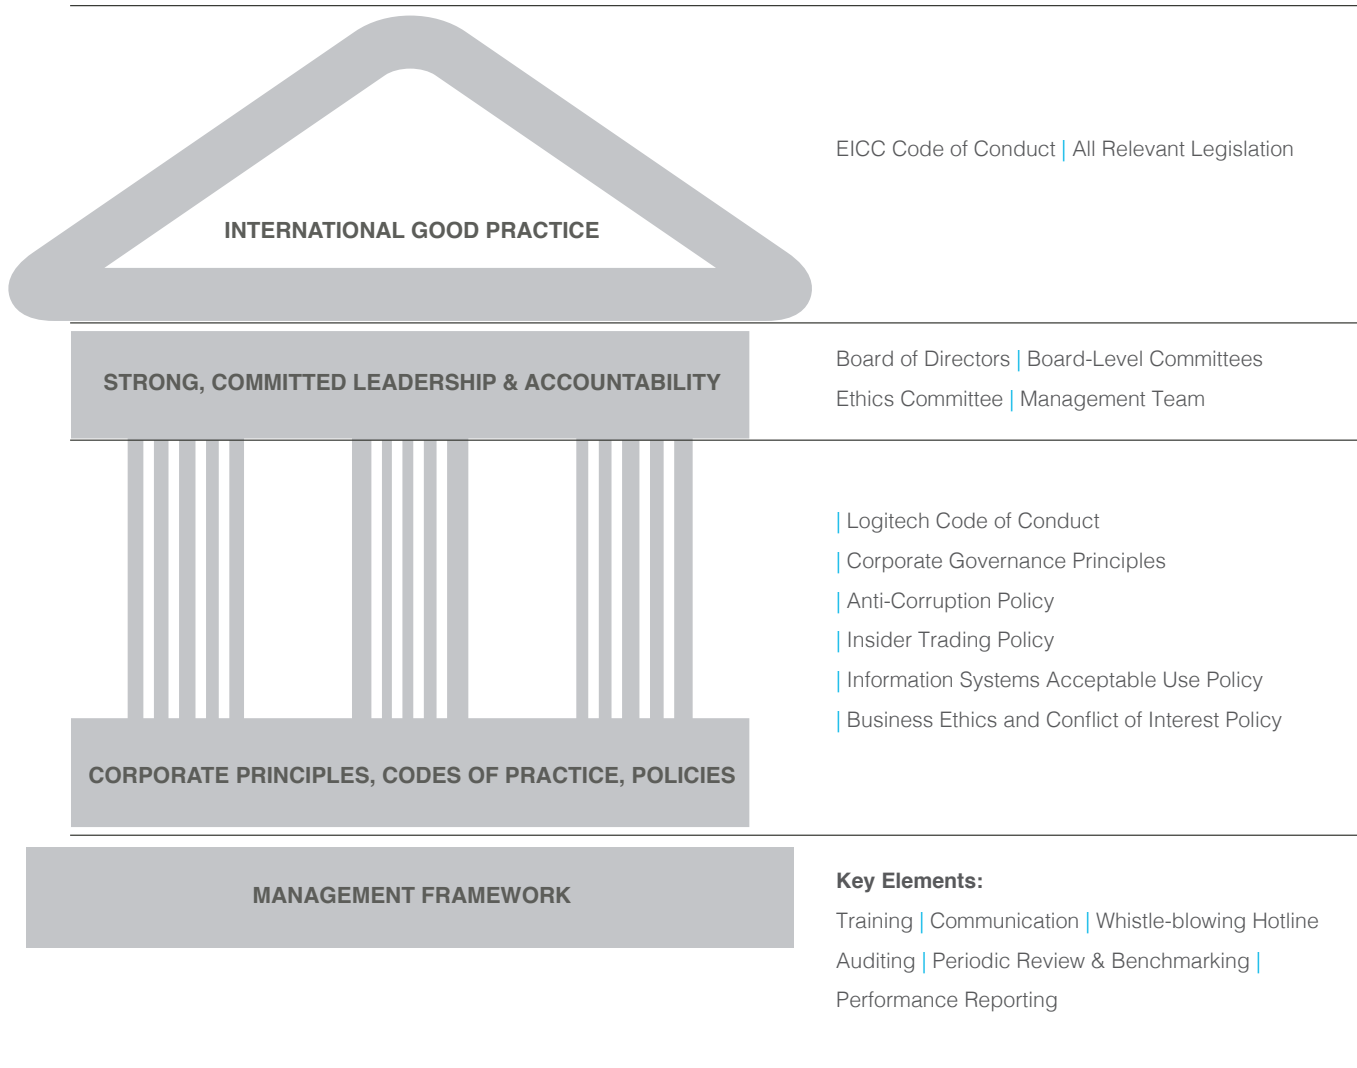 EICC Code of Conduct | All Relevant Legislation
INTERNATIONAL GOOD PRACTICE
STRONG, COMMITTED LEADERSHIP & ACCOUNTABILITY
Board of Directors | Board-Level Committees
Ethics Committee | Management Team
| Logitech Code of Conduct
| Corporate Governance Principles
| Anti-Corruption Policy
| Insider Trading Policy
| Information Systems Acceptable Use Policy
| Business Ethics and Conflict of Interest Policy
CORPORATE PRINCIPLES, CODES OF PRACTICE, POLICIES
MANAGEMENT FRAMEWORK
Key Elements:
Training | Communication | Whistle-blowing Hotline
Auditing | Periodic Review & Benchmarking |
Performance Reporting